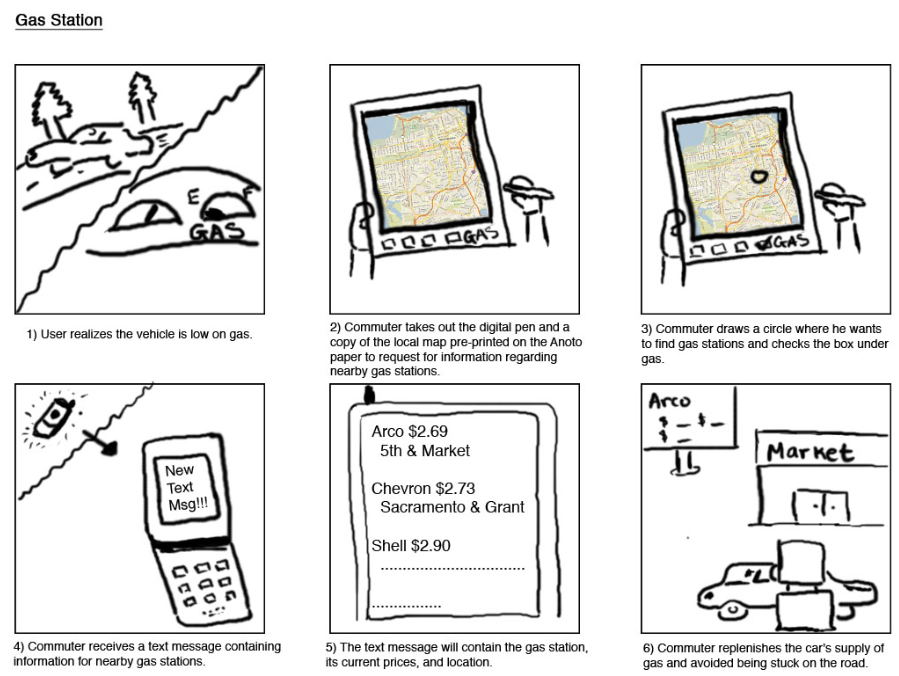 Gas Station
E F
GAS
1) User realizes the vehicle is low on gas.
GAS
2) Commuter takes out the digital pen and a
copy of the local map pre-printed on the Anoto
paper to request for information regarding
nearby gas stations.
GAS
3) Commuter draws a circle where he wants
to find gas stations and checks the box under
gas.
New
Text
Msg!!!
4) Commuter receives a text message containing
information for nearby gas stations.
Arco $2.69
5th & Market
Chevron $2.73
Sacramento & Grant
Shell $2.90
5) The text message will contain the gas station,
its current prices, and location.
Arco
$ – $ –
$ –
Market
6) Commuter replenishes the car's supply of
gas and avoided being stuck on the road.